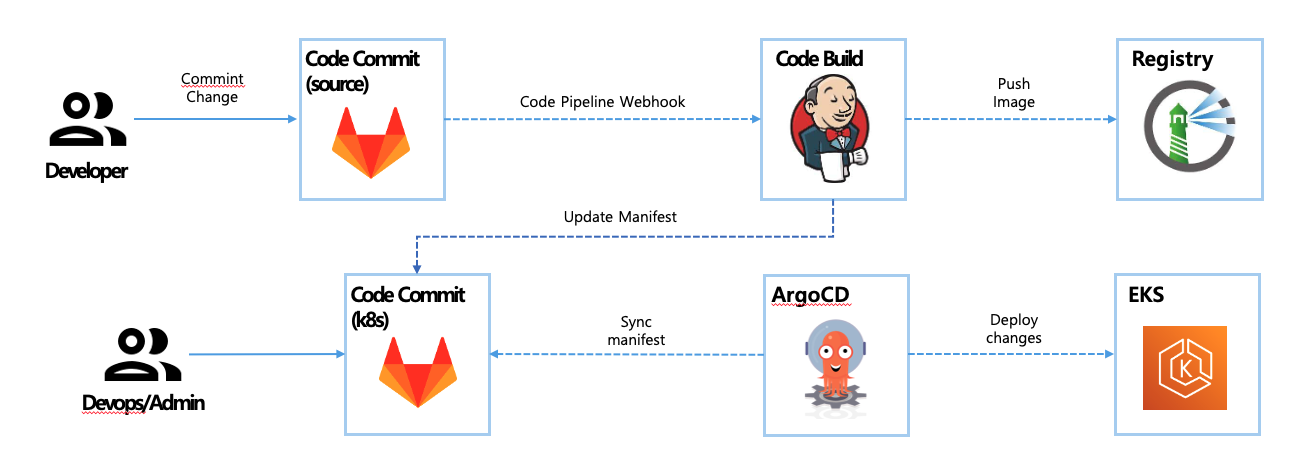 Code Commit
(source)
Code Build
Registry
Commint
Change
Code Pipeline Webhook
Push
Image
Developer
Update Manifest
Code Commit
(k8s)
ArgoCD
EKS
Sync
manifest
Deploy
changes
K
Devops/Admin